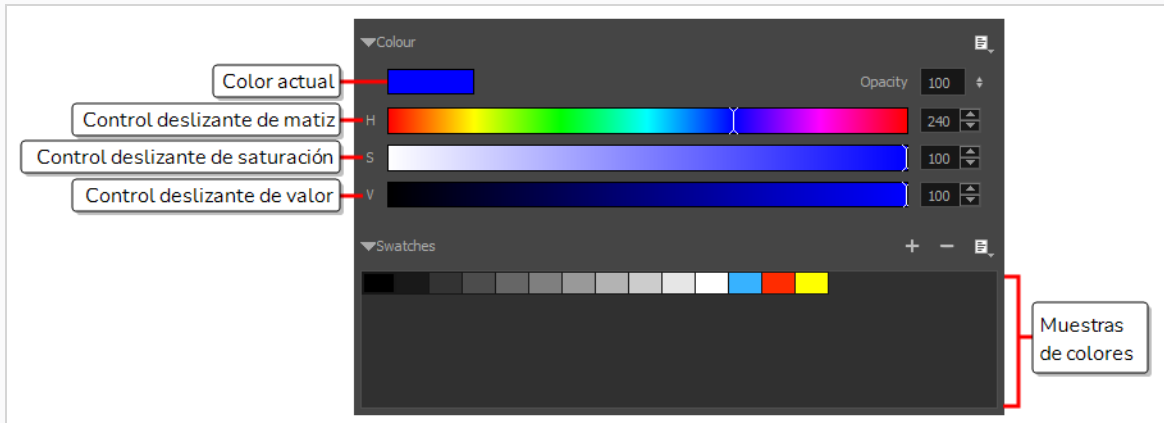 Colour
Color actual
Opacity 100
Control deslizante de matiz
H 240
Control deslizante de saturación
S 100
Control deslizante de valor
V 100
Swatches
Muestras
de colores